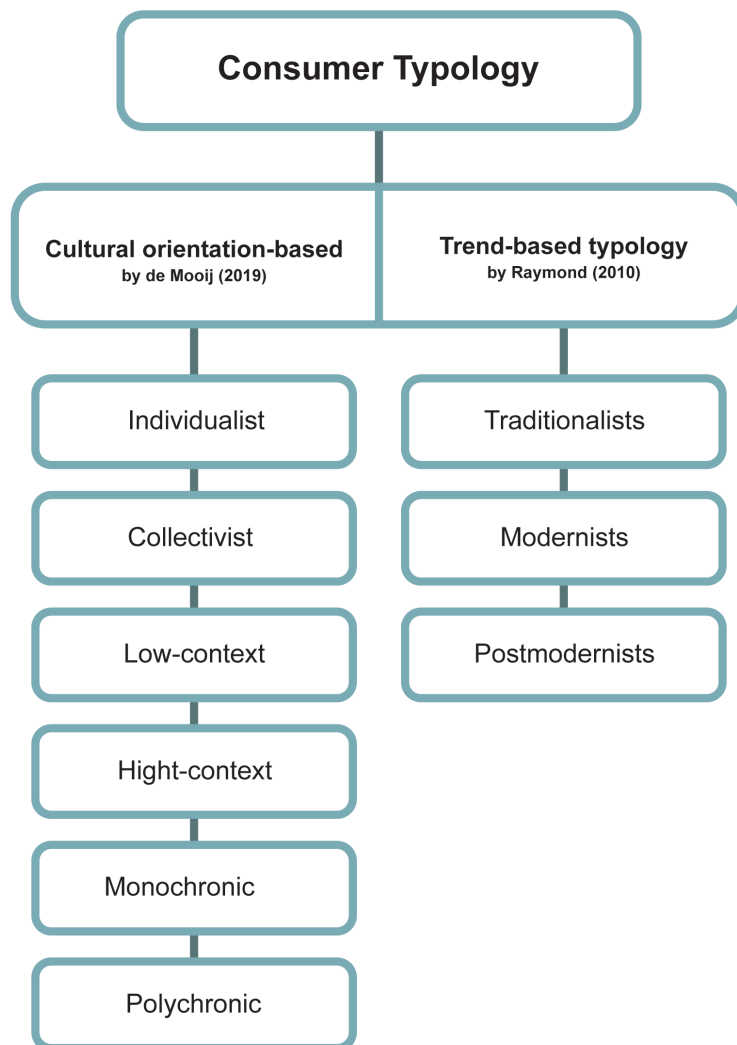 Consumer Typology
Cultural orientation-based
by de Mooij (2019)
Trend-based typology
by Raymond (2010)
Individualist
Collectivist
Low-context
Hight-context
Monochronic
Polychronic
Traditionalists
Modernists
Postmodernists